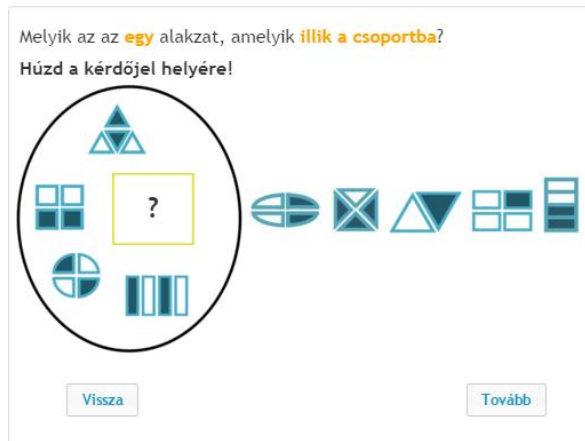 Melyik az az egy alakzat, amelyik illik a csoportba?
Húzd a kérdőjel helyére!
?
Vissza
Tovább